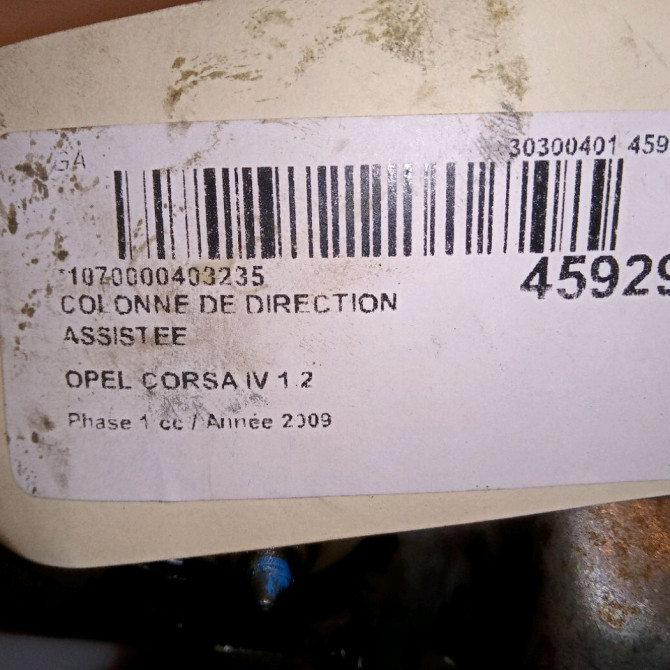 GA
30300401 459
*1070000403235
45929
COLONNE DE DIRECTION
ASSISTEE
OPEL CORSA IV 1.2
Phase 1 cc / Année 2009